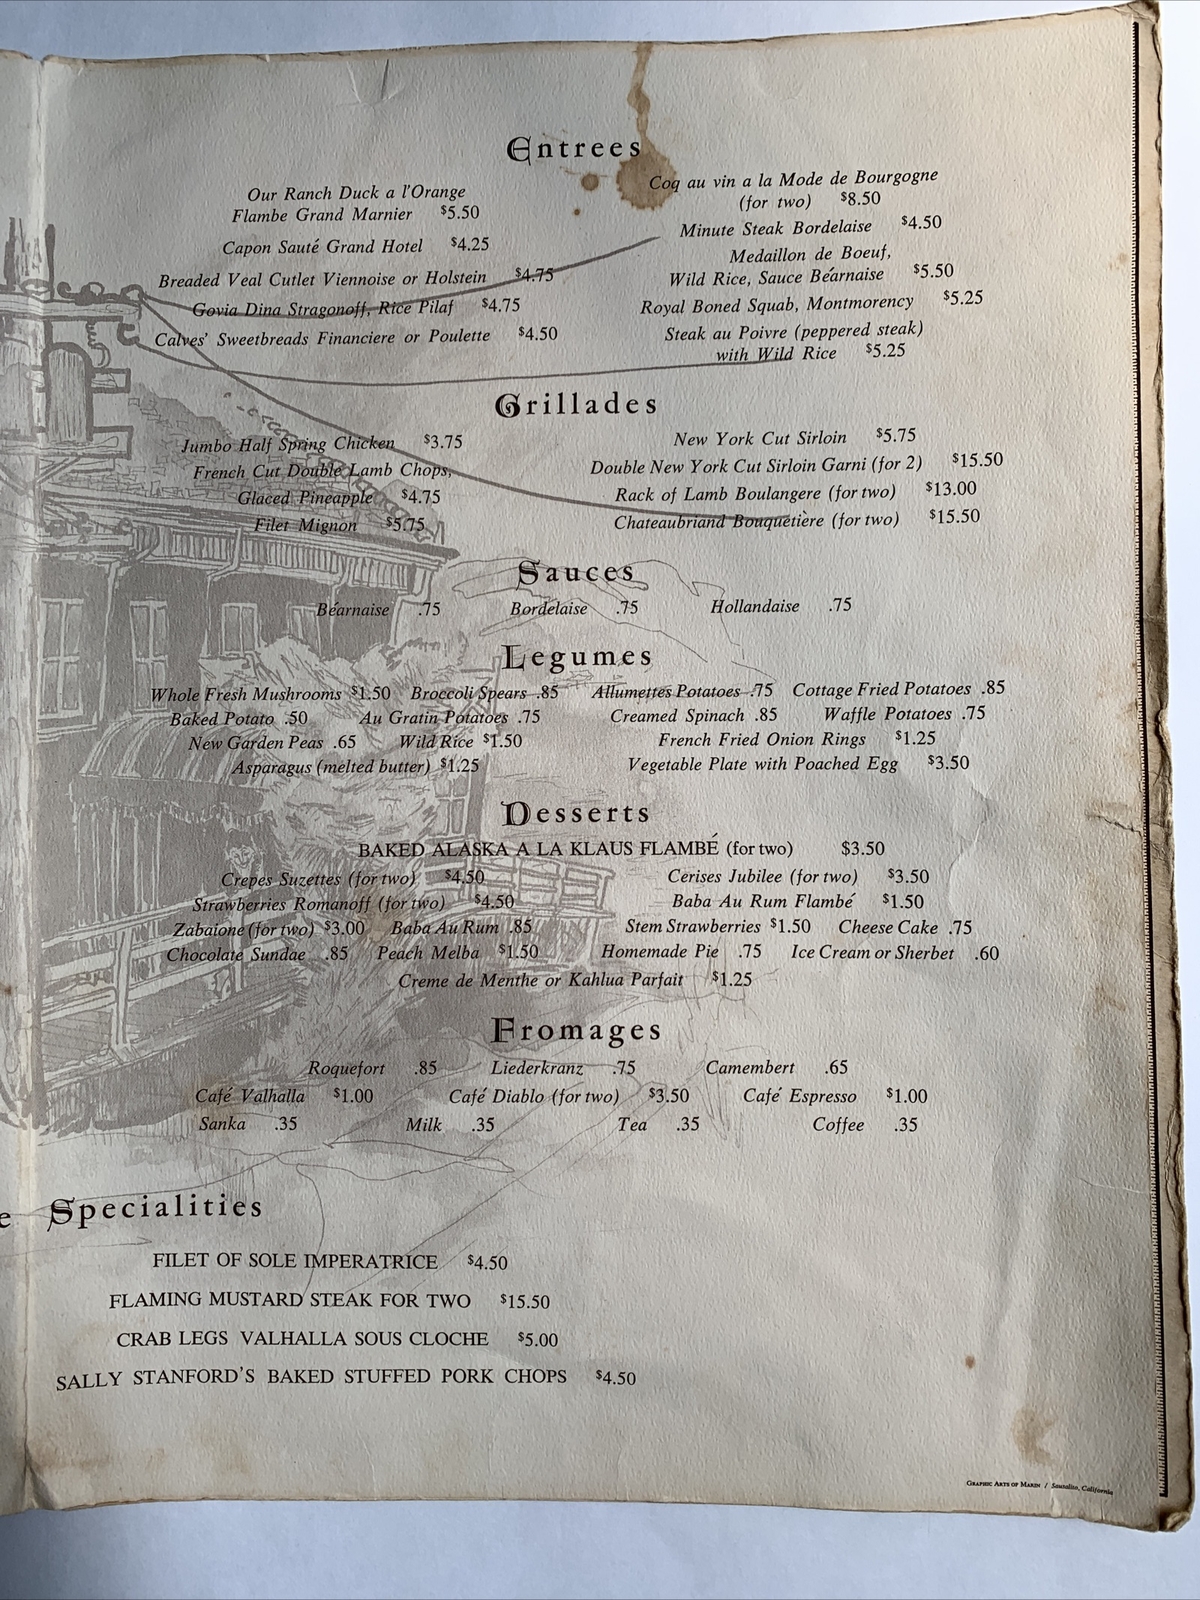 Entrees
Our Ranch Duck a l'Orange
Flambe Grand Marnier $5.50
Capon Sauté Grand Hotel $4.25
Breaded Veal Cutlet Viennoise or Holstein $4.75
Govia Dina Stragonoff, Rice Pilaf $4.75
Calves' Sweetbreads Financiere or Poulette $4.50
Coq au vin a la Mode de Bourgogne
(for two) $8.50
Minute Steak Bordelaise $4.50
Medaillon de Boeuf,
Wild Rice, Sauce Béarnaise $5.50
Royal Boned Squab, Montmorency $5.25
Steak au Poivre (peppered steak)
with Wild Rice $5.25
Grillades
Jumbo Half Spring Chicken $3.75
French Cut Double Lamb Chops,
Glaced Pineapple $4.75
Filet Mignon $5.75
New York Cut Sirloin $5.75
Double New York Cut Sirloin Garni (for 2) $15.50
Rack of Lamb Boulangere (for two) $13.00
Chateaubriand Bouquetière (for two) $15.50
Sauces
Béarnaise .75 Bordelaise .75 Hollandaise .75
Legumes
Whole Fresh Mushrooms $1.50 Broccoli Spears .85 Allumettes Potatoes .75 Cottage Fried Potatoes .85
Baked Potato .50 Au Gratin Potatoes .75 Creamed Spinach .85 Waffle Potatoes .75
New Garden Peas .65 Wild Rice $1.50 French Fried Onion Rings $1.25
Asparagus (melted butter) $1.25 Vegetable Plate with Poached Egg $3.50
Desserts
BAKED ALASKA A LA KLAUS FLAMBÉ (for two) $3.50
Crepes Suzettes (for two) $4.50 Cerises Jubilee (for two) $3.50
Strawberries Romanoff (for two) $4.50 Baba Au Rum Flambé $1.50
Zabaione (for two) $3.00 Baba Au Rum .85 Stem Strawberries $1.50 Cheese Cake .75
Chocolate Sundae .85 Peach Melba $1.50 Homemade Pie .75 Ice Cream or Sherbet .60
Creme de Menthe or Kahlua Parfait $1.25
Fromages
Roquefort .85 Liederkranz .75 Camembert .65
Café Valhalla $1.00 Café Diablo (for two) $3.50 Café Espresso $1.00
Sanka .35 Milk .35 Tea .35 Coffee .35
e Specialities
FILET OF SOLE IMPERATRICE $4.50
FLAMING MUSTARD STEAK FOR TWO $15.50
CRAB LEGS VALHALLA SOUS CLOCHE $5.00
SALLY STANFORD'S BAKED STUFFED PORK CHOPS $4.50
GRAPHIC ARTS OF MARIN / Sausalito, California